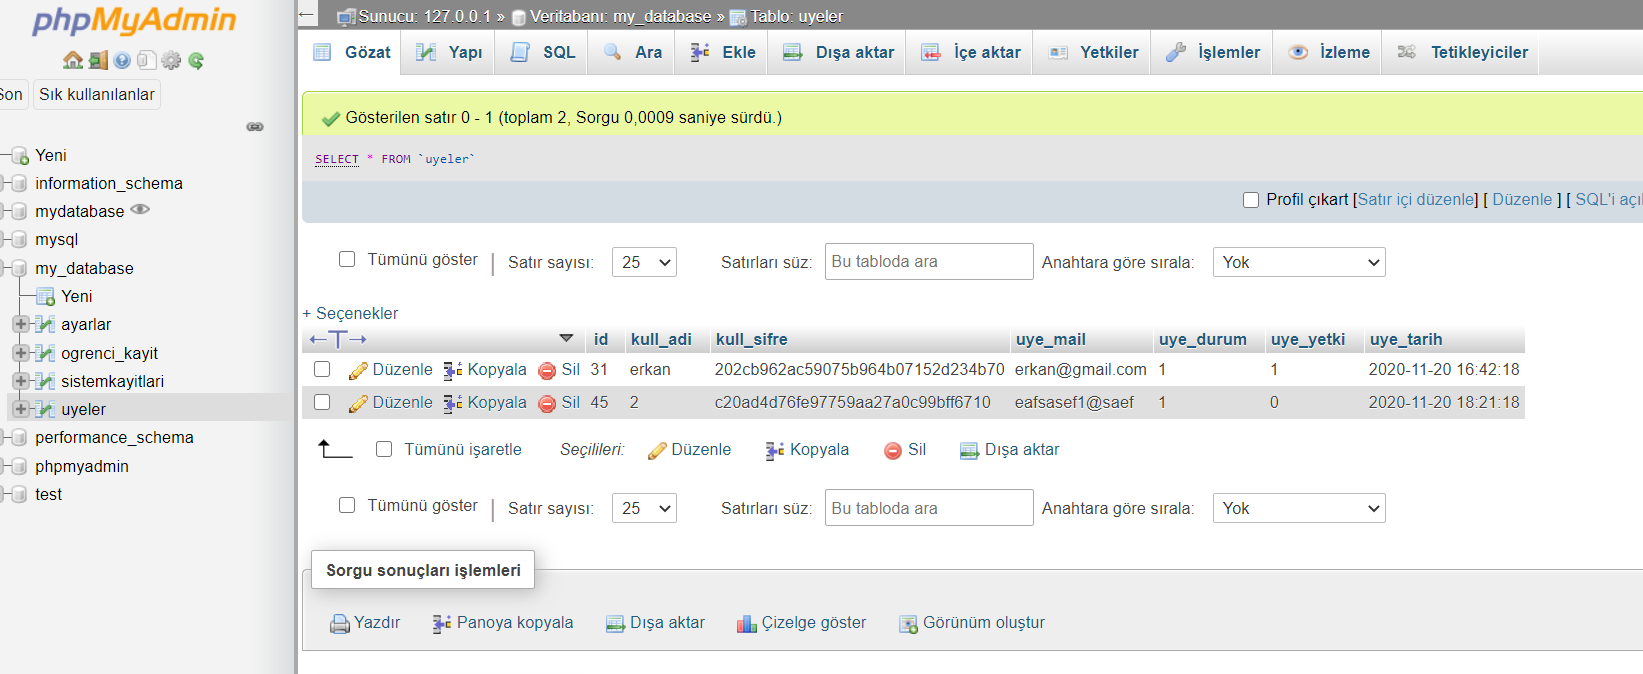 phpMyAdmin
Son
Sık kullanılanlar
Yeni
information_schema
mydatabase
mysql
my_database
Yeni
ayarlar
ogrenci_kayit
sistemkayitlari
uyeler
performance_schema
phpmyadmin
test
Sunucu: 127.0.0.1 » Veritabanı: my_database » Tablo: uyeler
Gözat Yapı SQL Ara Ekle Dışa aktar İçe aktar Yetkiler İşlemler İzleme Tetikleyiciler
Gösterilen satır 0 - 1 (toplam 2, Sorgu 0,0009 saniye sürdü.)
SELECT * FROM `uyeler`
Profil çıkart [Satır içi düzenle] [ Düzenle ] [ SQL'i açı
Tümünü göster | Satır sayısı: 25 Satırları süz: Bu tabloda ara Anahtara göre sırala: Yok
+ Seçenekler
←T→ id kull_adi kull_sifre uye_mail uye_durum uye_yetki uye_tarih
Düzenle Kopyala Sil 31 erkan 202cb962ac59075b964b07152d234b70 erkan@gmail.com 1 1 2020-11-20 16:42:18
Düzenle Kopyala Sil 45 2 c20ad4d76fe97759aa27a0c99bff6710 eafsasef1@saef 1 0 2020-11-20 18:21:18
Tümünü işaretle Seçilileri: Düzenle Kopyala Sil Dışa aktar
Tümünü göster | Satır sayısı: 25 Satırları süz: Bu tabloda ara Anahtara göre sırala: Yok
Sorgu sonuçları işlemleri
Yazdır Panoya kopyala Dışa aktar Çizelge göster Görünüm oluştur